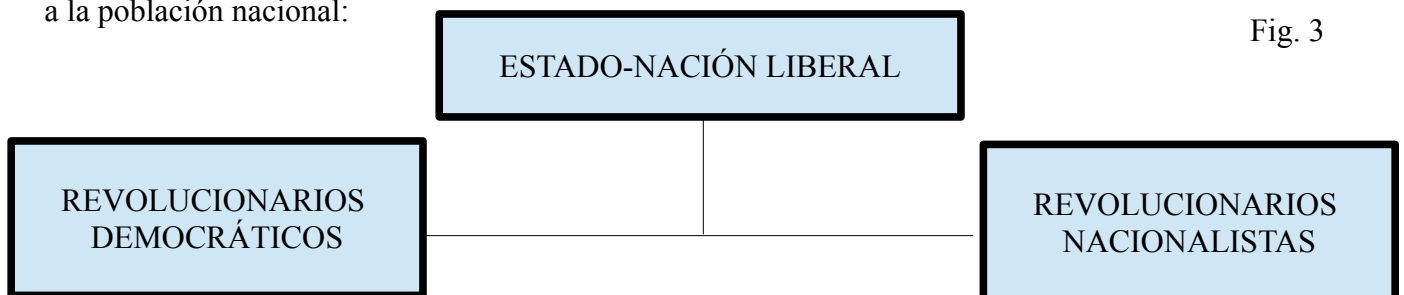 a la población nacional:
Fig. 3
ESTADO-NACIÓN LIBERAL
REVOLUCIONARIOS
DEMOCRÁTICOS
REVOLUCIONARIOS
NACIONALISTAS